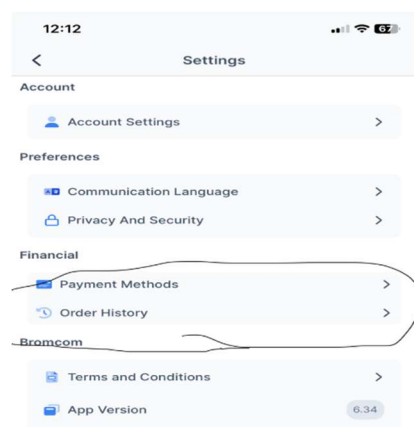 12:12
67
Settings
Account
Account Settings
Preferences
Communication Language
Privacy And Security
Financial
Payment Methods
Order History
Bromcom
Terms and Conditions
App Version
6.34